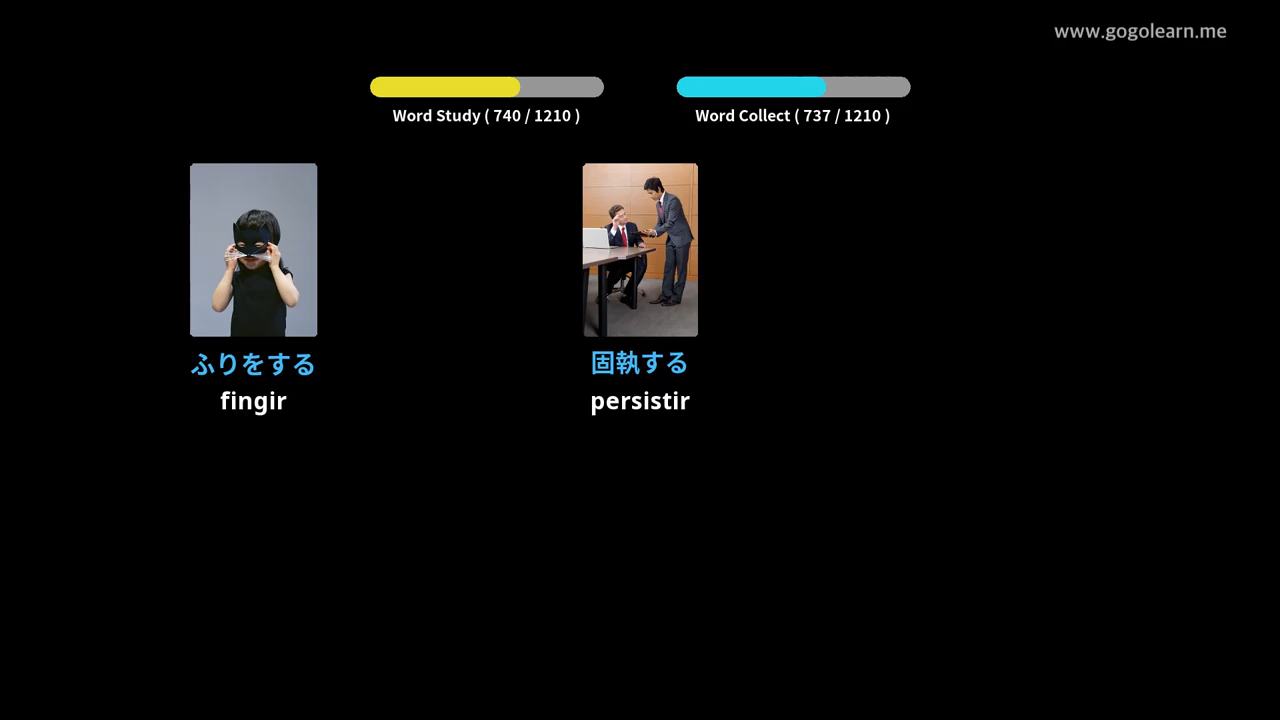 www.gogolearn.me
Word Study ( 740 / 1210 )
Word Collect ( 737 / 1210 )
ふりをする
fingir
固執する
persistir